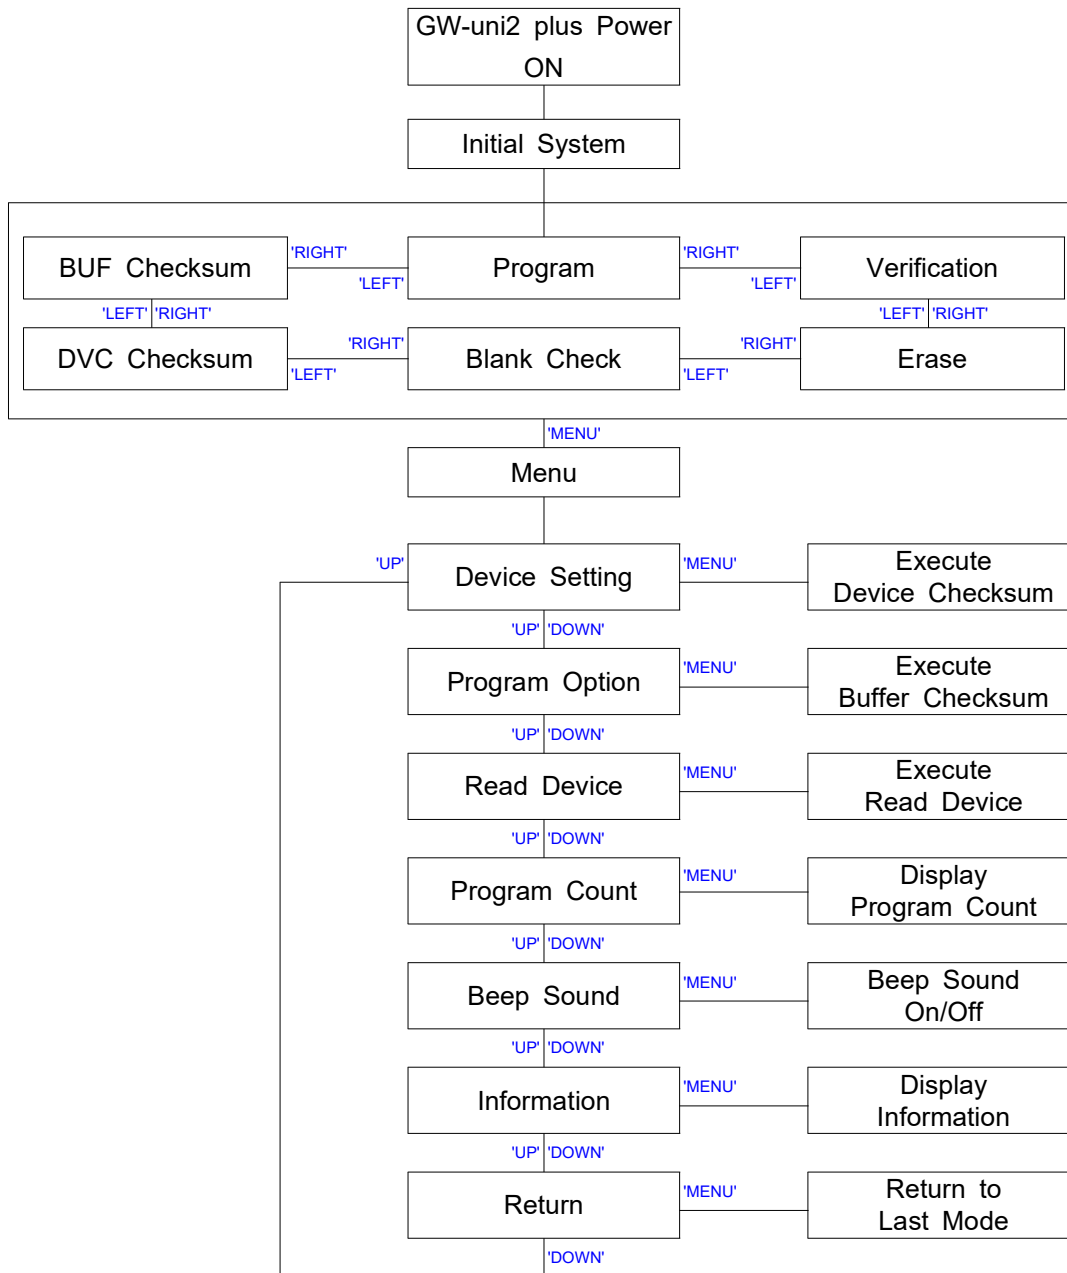 GW-uni2 plus Power
ON
Initial System
BUF Checksum
'RIGHT'
'LEFT'
Program
'RIGHT'
'LEFT'
Verification
'LEFT' 'RIGHT'
'LEFT' 'RIGHT'
DVC Checksum
'RIGHT'
'LEFT'
Blank Check
'RIGHT'
'LEFT'
Erase
'MENU'
Menu
'UP'
Device Setting
'MENU'
Execute
Device Checksum
'UP' 'DOWN'
Program Option
'MENU'
Execute
Buffer Checksum
'UP' 'DOWN'
Read Device
'MENU'
Execute
Read Device
'UP' 'DOWN'
Program Count
'MENU'
Display
Program Count
'UP' 'DOWN'
Beep Sound
'MENU'
Beep Sound
On/Off
'UP' 'DOWN'
Information
'MENU'
Display
Information
'UP' 'DOWN'
Return
'MENU'
Return to
Last Mode
'DOWN'